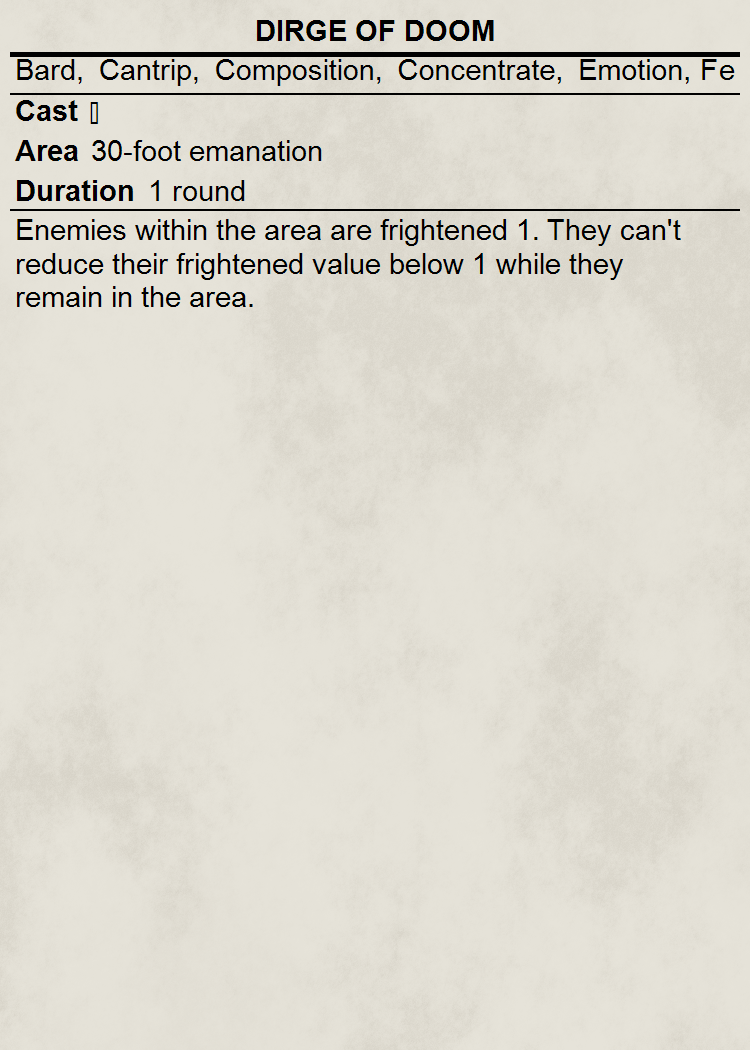 DIRGE OF DOOM
Bard, Cantrip, Composition, Concentrate, Emotion, Fe
Cast ▯
Area 30-foot emanation
Duration 1 round
Enemies within the area are frightened 1. They can't
reduce their frightened value below 1 while they
remain in the area.